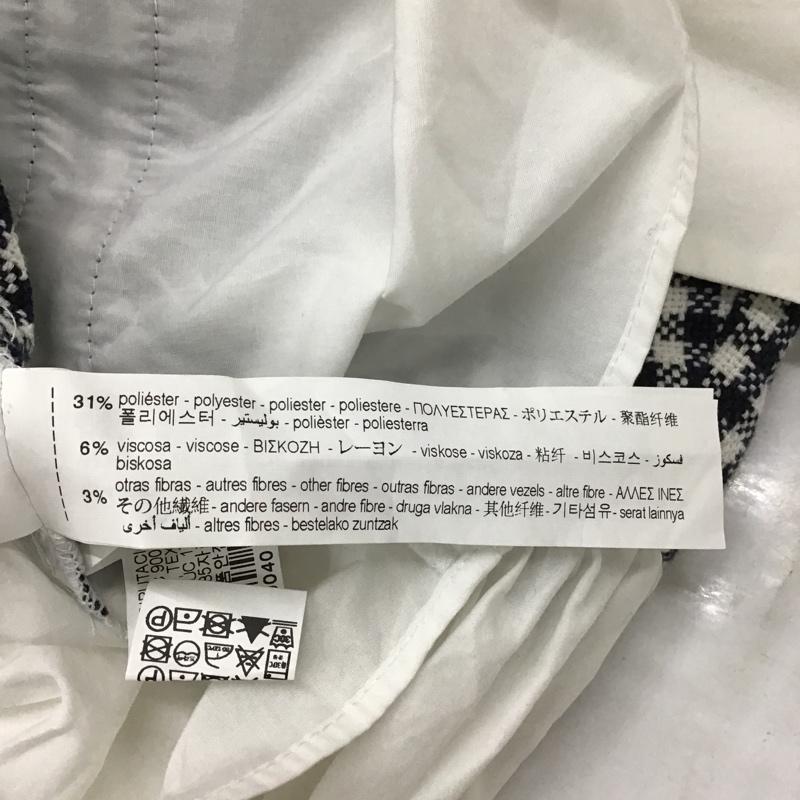 31% poliéster - polyester - poliester - poliestere - ΠΟΛΥΕΣΤΕΡΑΣ - ポリエステル - 聚酯纤维
폴리에스터 - بوليستير - polièster - poliesterra
6% viscosa - viscose - ΒΙΣΚΟΖΗ - レーヨン - viskose - viskoza - 粘纤 - 비스코스 - فسكوز
biskosa
3% otras fibras - autres fibres - other fibres - outras fibras - andere vezels - altre fibre - ΑΛΛΕΣ ΙΝΕΣ
その他繊維 - andere fasern - andre fibre - druga vlakna - 其他纤维 - 기타섬유 - serat lainnya
ألياف أخرى - altres fibres - bestelako zuntzak
0040